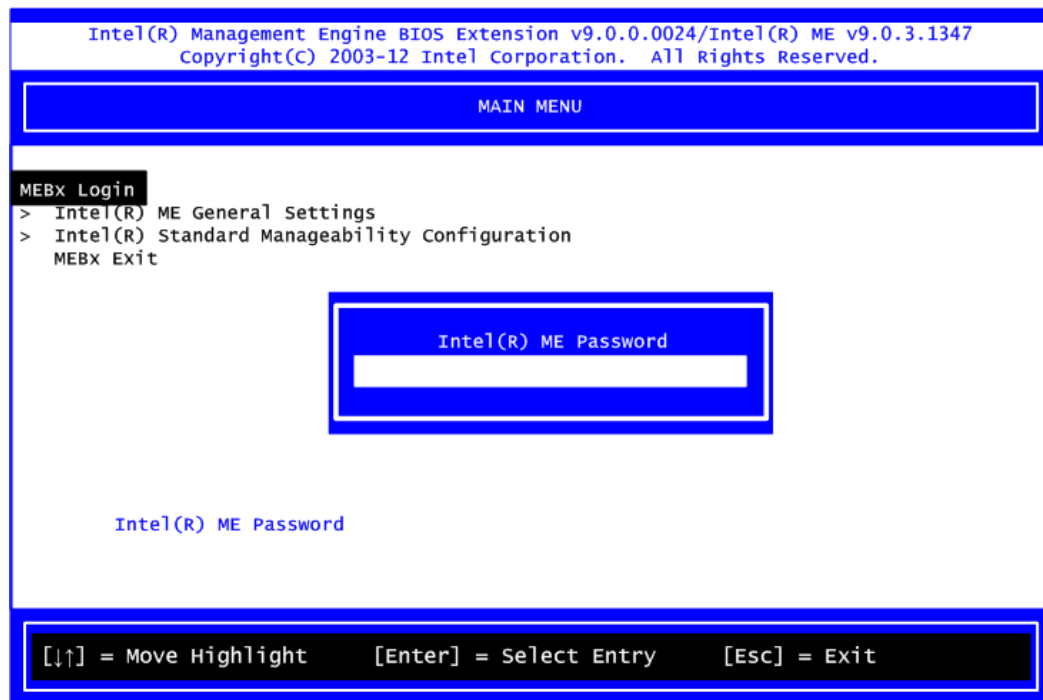 Intel(R) Management Engine BIOS Extension v9.0.0.0024/Intel(R) ME v9.0.3.1347
Copyright(C) 2003-12 Intel Corporation. All Rights Reserved.
MAIN MENU
MEBx Login
> Intel(R) ME General Settings
> Intel(R) Standard Manageability Configuration
MEBx Exit
Intel(R) ME Password
Intel(R) ME Password
[↓↑] = Move Highlight [Enter] = Select Entry [Esc] = Exit